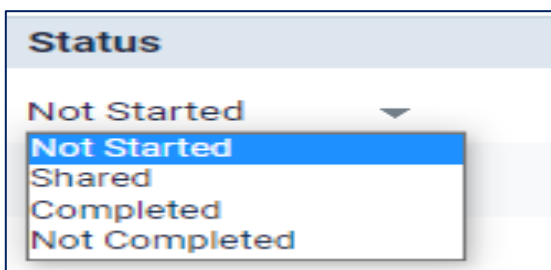 Status
Not Started
Not Started
Shared
Completed
Not Completed